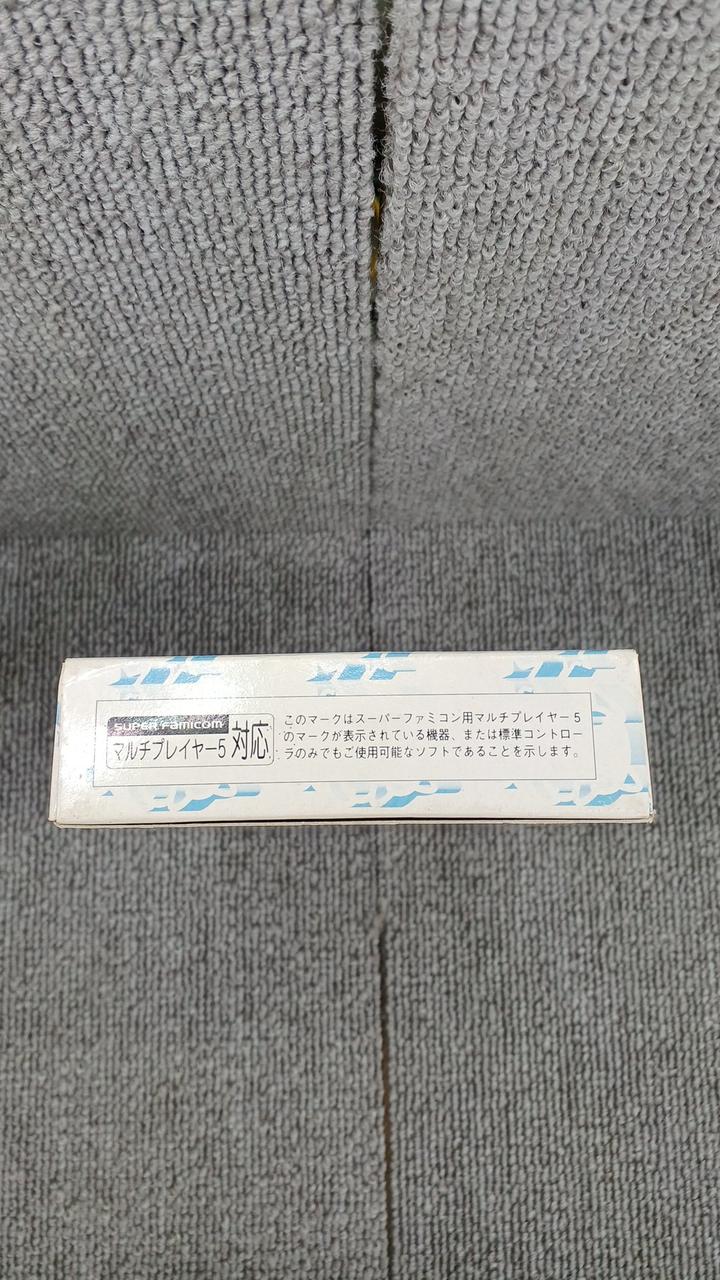 SUPER Famicom
マルチプレイヤー5 対応
このマークはスーパーファミコン用マルチプレイヤー5
のマークが表示されている機器、または標準コントロー
ラのみでもご使用可能なソフトであることを示します。